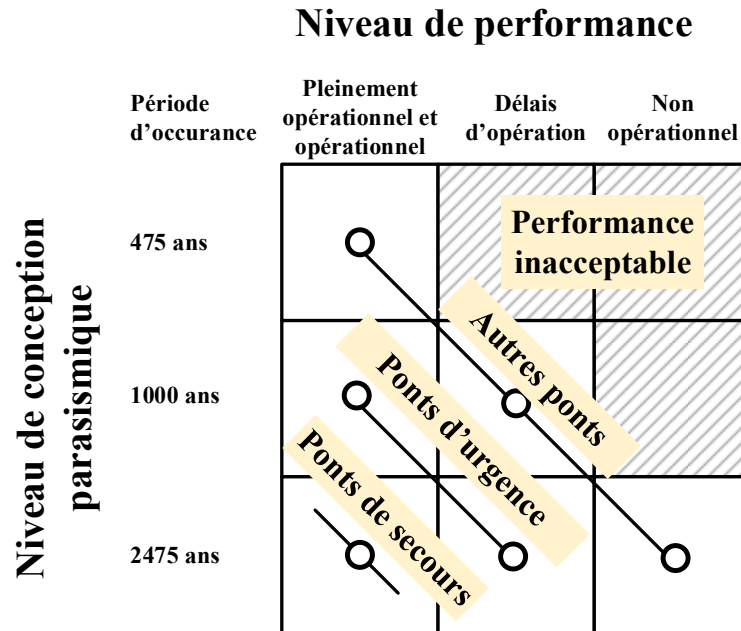 Niveau de performance
Période
d’occurance
Pleinement
opérationnel et
opérationnel
Délais
d’opération
Non
opérationnel
Niveau de conception
parasismique
475 ans
Performance
inacceptable
1000 ans
Autres ponts
Ponts d’urgence
Ponts de secours
2475 ans